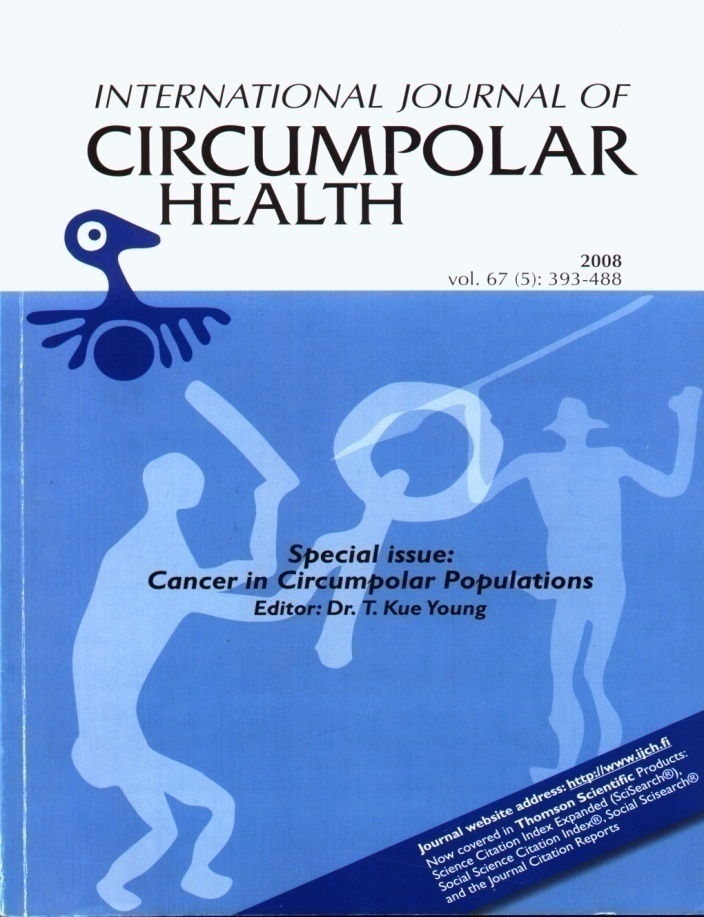 INTERNATIONAL JOURNAL OF
CIRCUMPOLAR
HEALTH
2008
vol. 67 (5): 393-488
Special issue:
Cancer in Circumpolar Populations
Editor: Dr. T. Kue Young
Journal website address: http://www.ijch.fi
Now covered in Thomson Scientific Products:
Science Citation Index Expanded (SciSearch®),
Social Science Citation Index®, Social Scisearch®
and the Journal Citation Reports